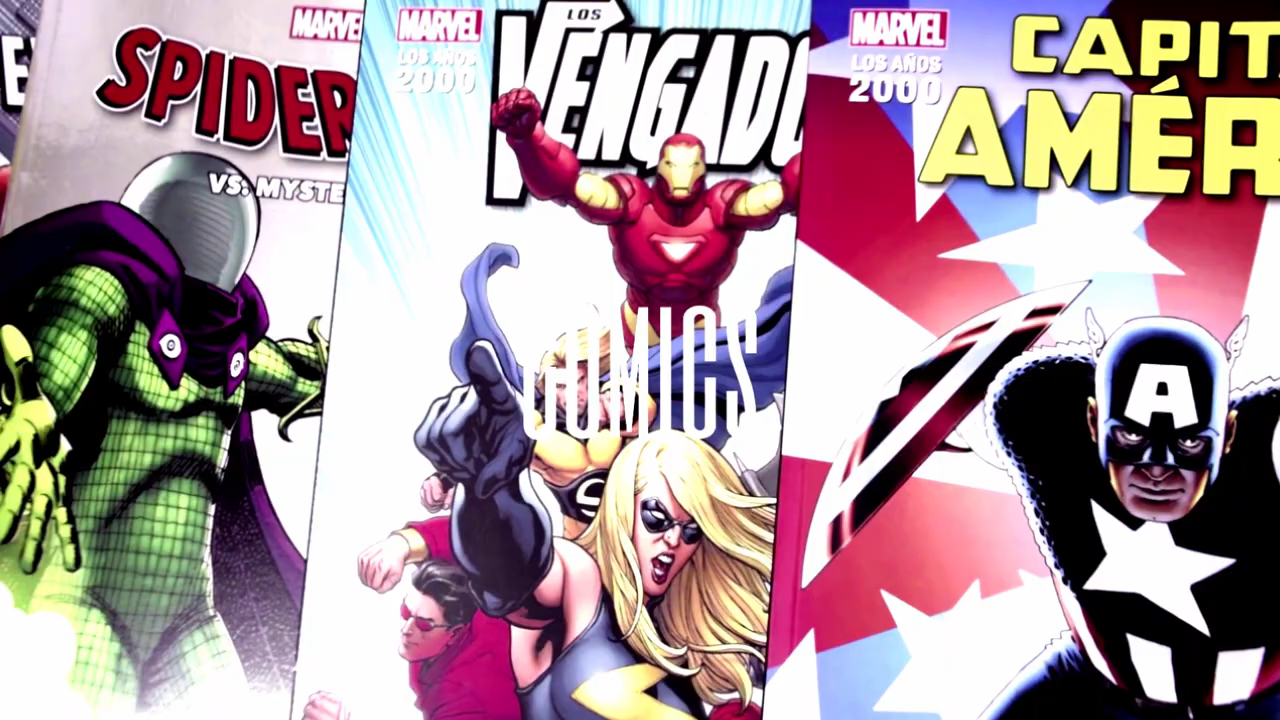 MARVEL
SPIDER
VS: MYSTE
MARVEL
LOS AÑOS
2000
LOS
VENGADO
MARVEL
LOS AÑOS
2000
CAPIT
AMÉR
A
COMICS